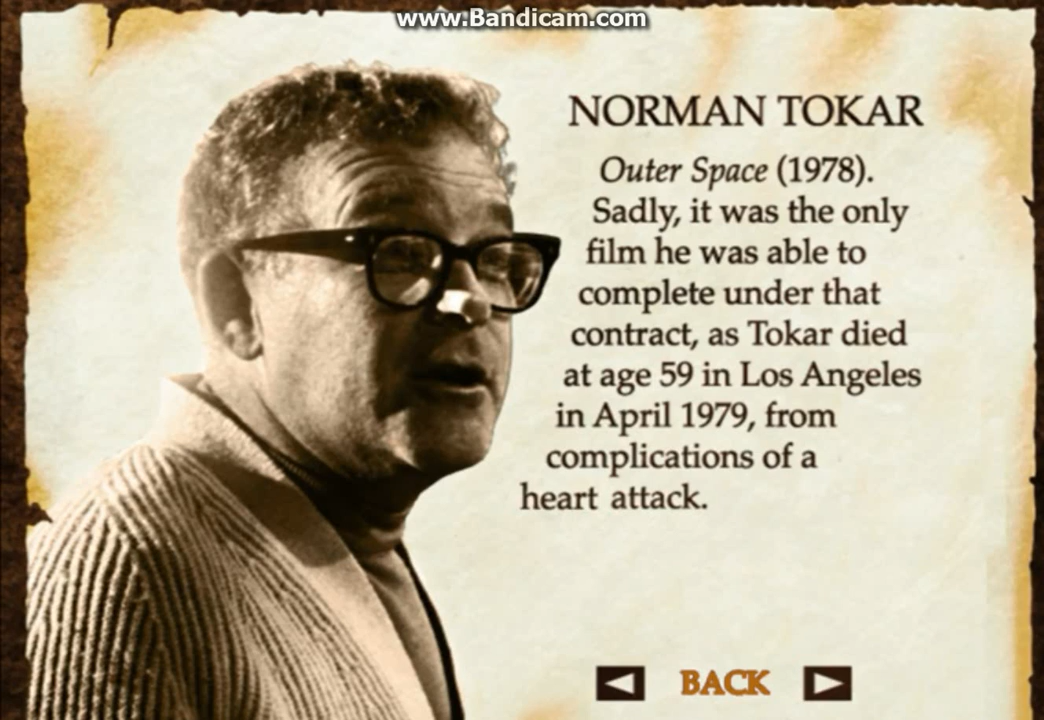 www.Bandicam.com
NORMAN TOKAR
Outer Space (1978).
Sadly, it was the only
film he was able to
complete under that
contract, as Tokar died
at age 59 in Los Angeles
in April 1979, from
complications of a
heart attack.
BACK